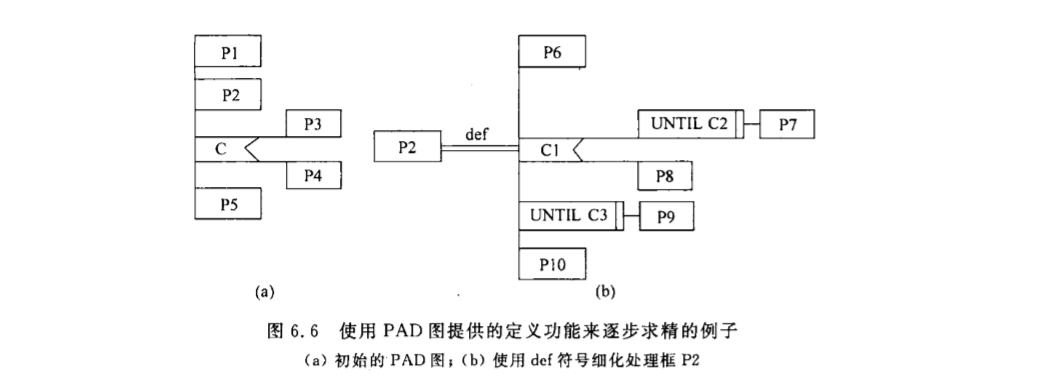 P1
P2
P3
C
P4
P5
(a)
P2
def
P6
UNTIL C2
P7
C1
P8
UNTIL C3
P9
P10
(b)
图 6.6 使用 PAD 图提供的定义功能来逐步求精的例子
(a) 初始的 PAD 图；(b) 使用 def 符号细化处理框 P2